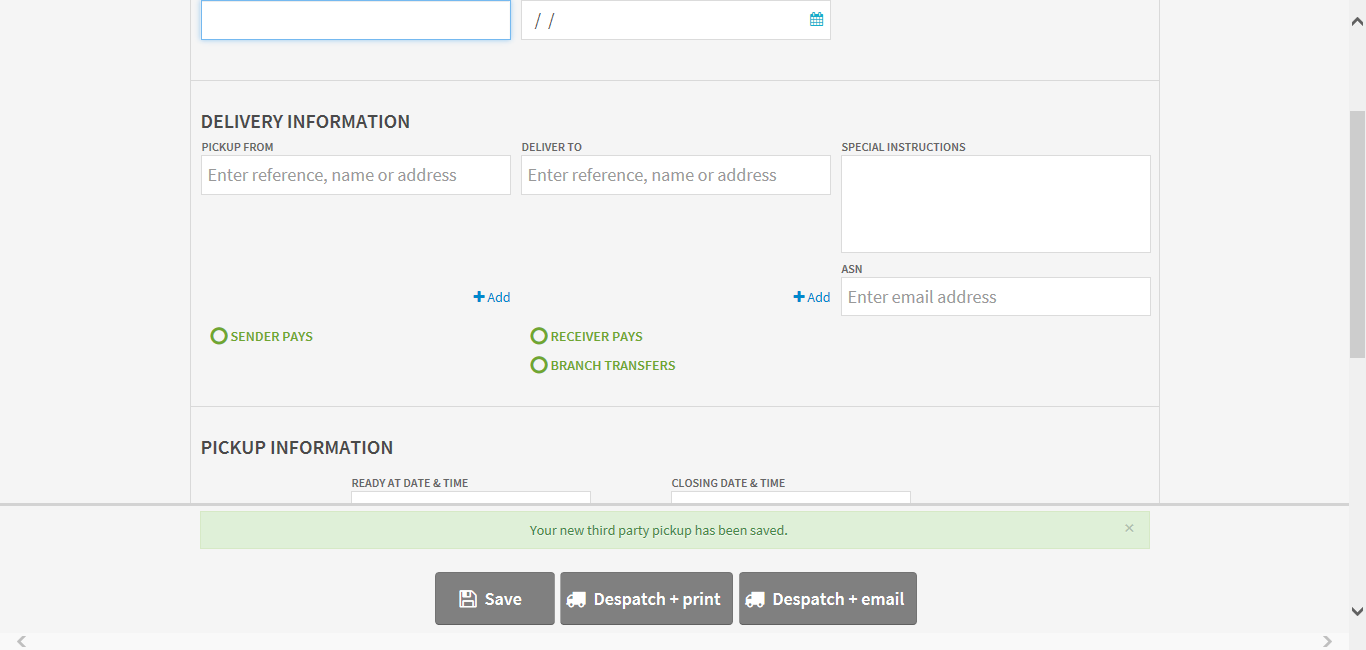 / /
DELIVERY INFORMATION
PICKUP FROM
DELIVER TO
SPECIAL INSTRUCTIONS
Enter reference, name or address
Enter reference, name or address
ASN
Add
Add
Enter email address
SENDER PAYS
RECEIVER PAYS
BRANCH TRANSFERS
PICKUP INFORMATION
READY AT DATE & TIME
CLOSING DATE & TIME
Your new third party pickup has been saved.
×
Save
Despatch + print
Despatch + email